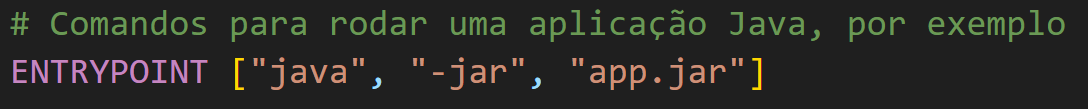 # Comandos para rodar uma aplicação Java, por exemplo
ENTRYPOINT ["java", "-jar", "app.jar"]